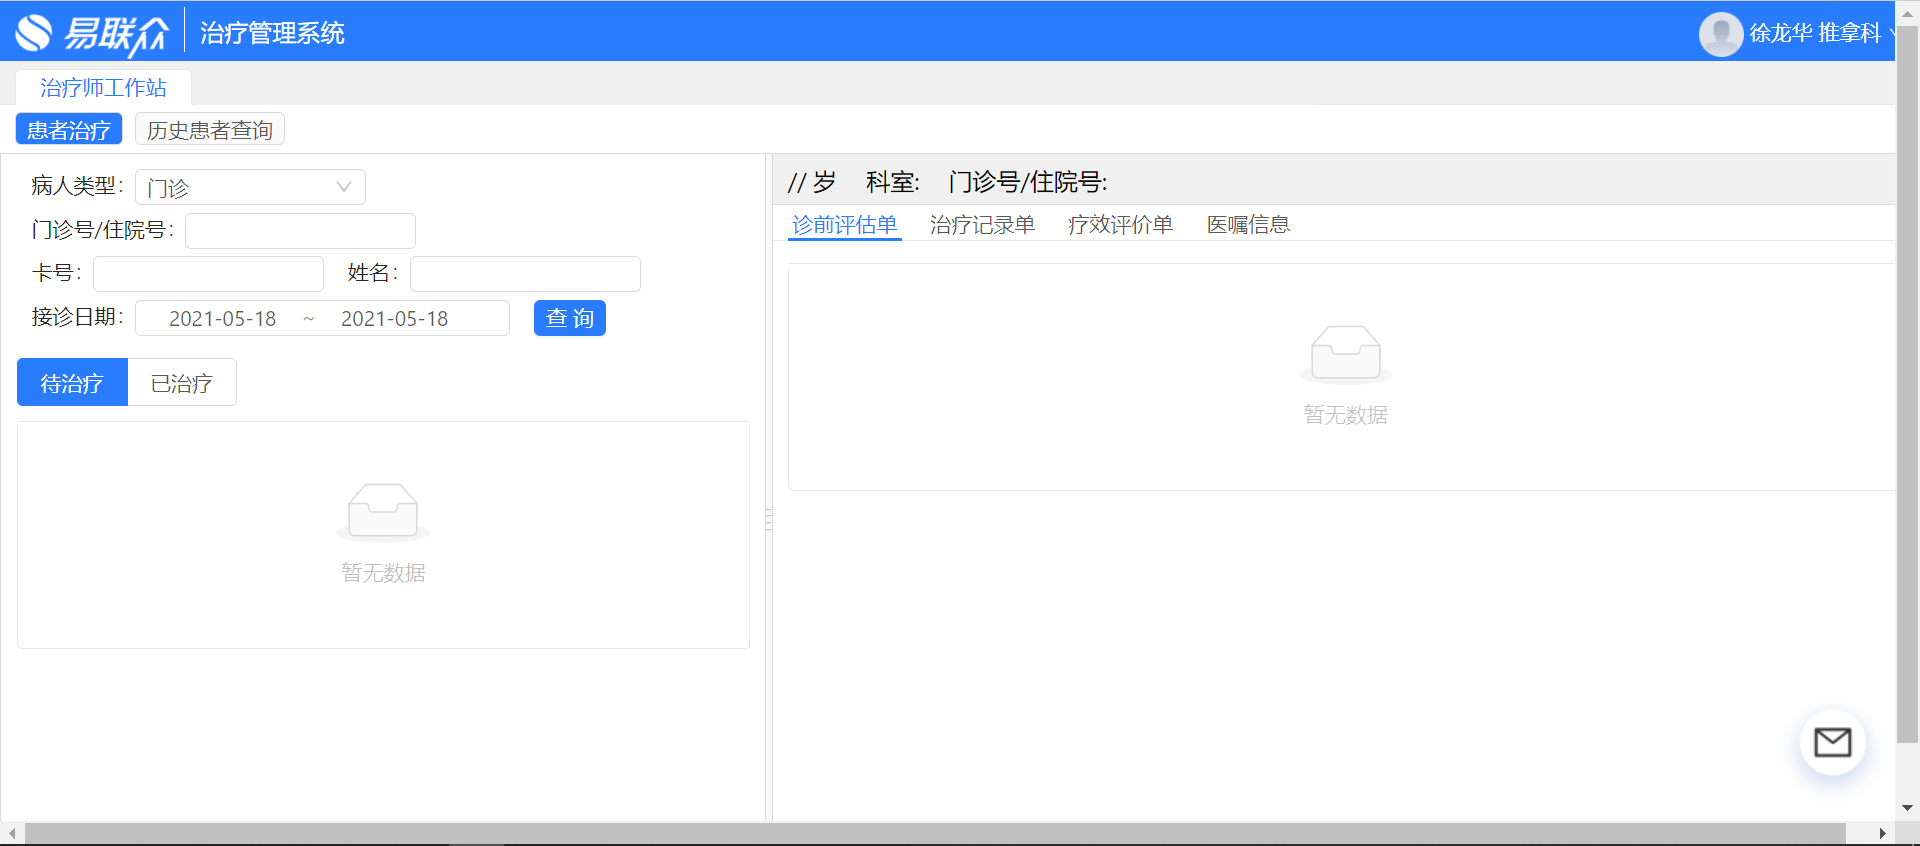 易联众 治疗管理系统 徐龙华 推拿科
治疗师工作站
患者治疗 历史患者查询
病人类型： 门诊
门诊号/住院号：
卡号： 姓名：
接诊日期： 2021-05-18 ~ 2021-05-18 查 询
待治疗 已治疗
暂无数据
// 岁 科室: 门诊号/住院号:
诊前评估单 治疗记录单 疗效评价单 医嘱信息
暂无数据